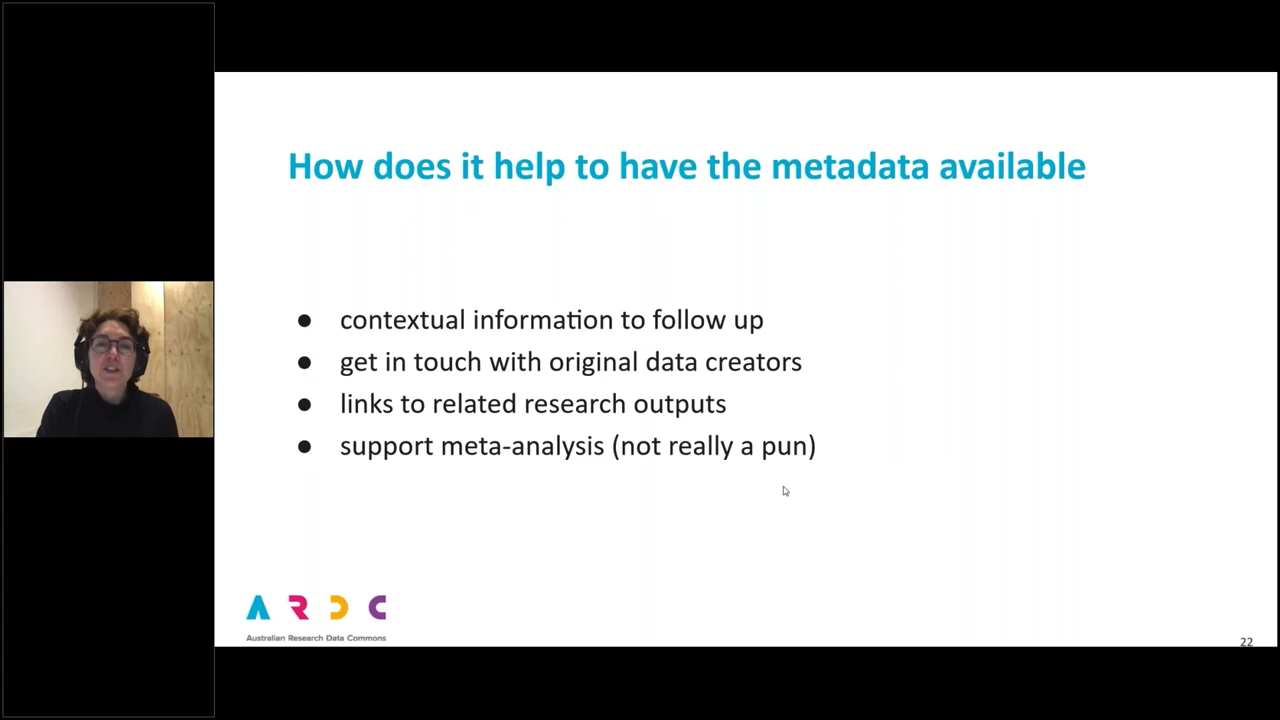 How does it help to have the metadata available
● contextual information to follow up
● get in touch with original data creators
● links to related research outputs
● support meta-analysis (not really a pun)
ARDC
Australian Research Data Commons
22